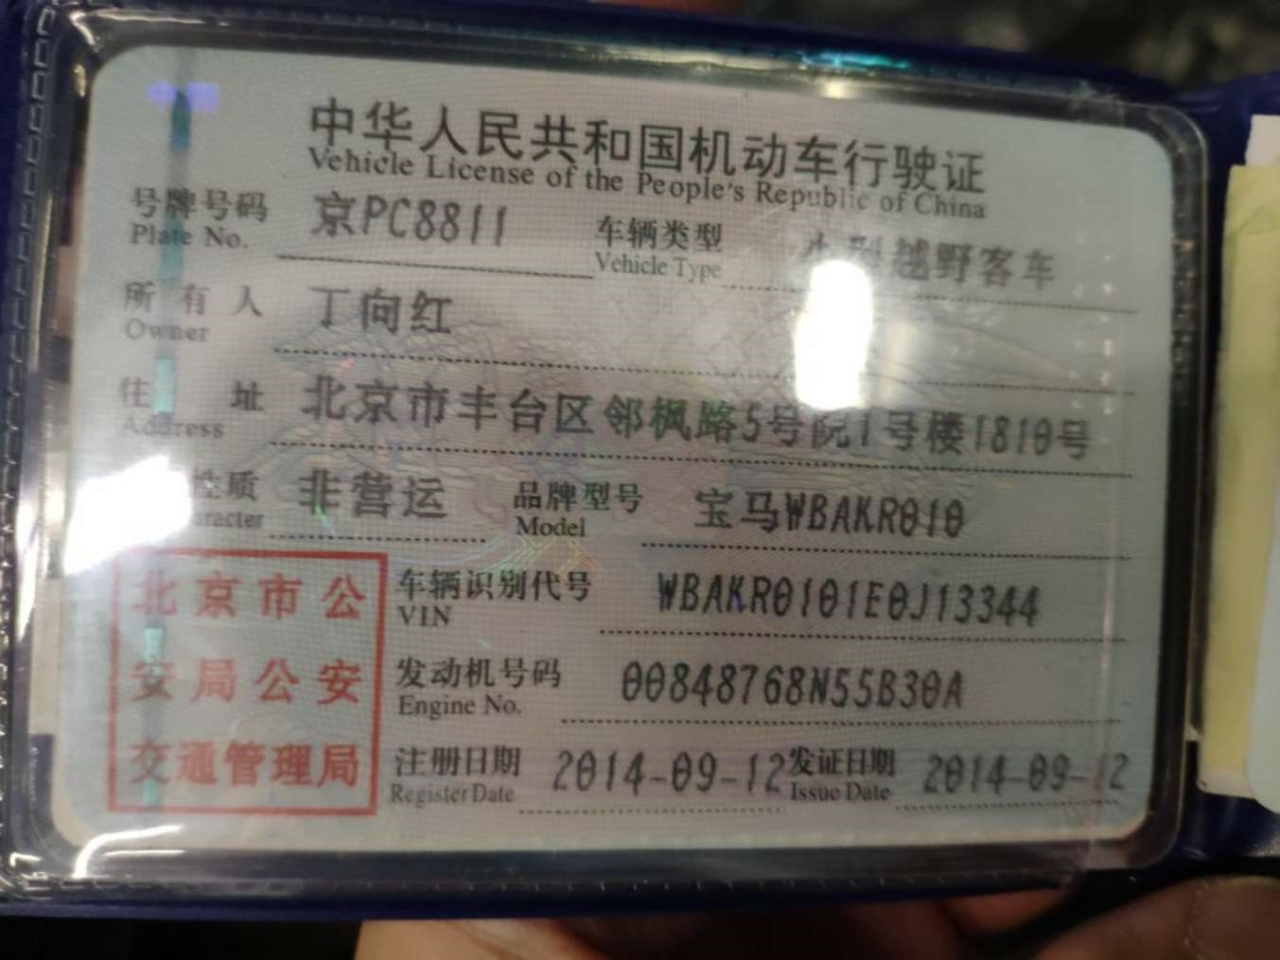 中华人民共和国机动车行驶证
Vehicle License of the People's Republic of China
号牌号码 京PC8811 车辆类型 小型越野客车
Plate No. Vehicle Type
所有人 丁向红
Owner
住址 北京市丰台区邻枫路5号院1号楼1810号
Address
性质 非营运 品牌型号 宝马WBAKR010
racter Model
北京市公 车辆识别代号 WBAKR0101E0J13344
VIN
安局公安 发动机号码 00848768N55B30A
Engine No.
交通管理局 注册日期 2014-09-12 发证日期 2014-09-12
Register Date Issue Date